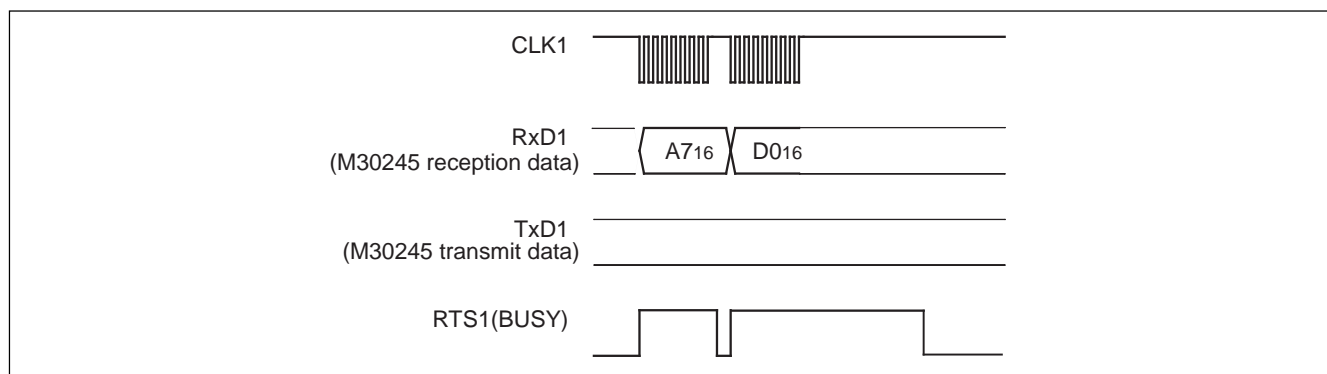 CLK1
RxD1
(M30245 reception data)
A716
D016
TxD1
(M30245 transmit data)
RTS1(BUSY)